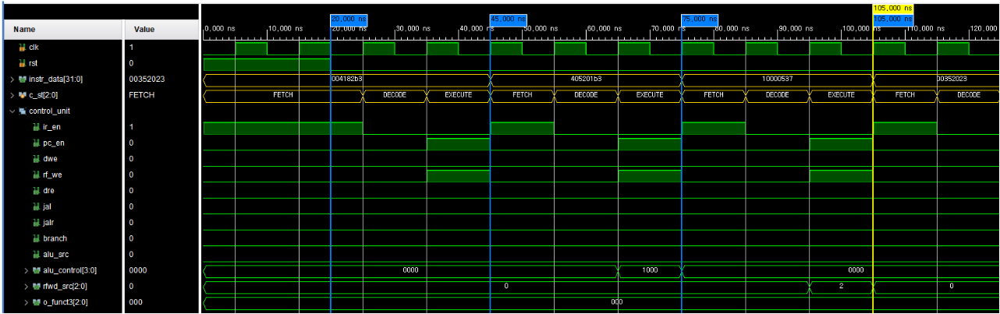 105,000 ns
20,000 ns 45,000 ns 75,000 ns 105,000 ns
Name Value 0,000 ns 10,000 ns 20,000 ns 30,000 ns 40,000 ns 50,000 ns 60,000 ns 70,000 ns 80,000 ns 90,000 ns 100,000 ns 110,000 ns 120,000
clk 1
rst 0
instr_data[31:0] 00352023 004182b3 405201b3 10000537 00352023
c_st[2:0] FETCH FETCH DECODE EXECUTE FETCH DECODE EXECUTE FETCH DECODE EXECUTE FETCH DECODE
control_unit
ir_en 1
pc_en 0
dwe 0
rf_we 0
dre 0
jal 0
jalr 0
branch 0
alu_src 0
alu_control[3:0] 0000 0000 1000 0000
rfwd_src[2:0] 0 0 2 0
o_funct3[2:0] 000 000